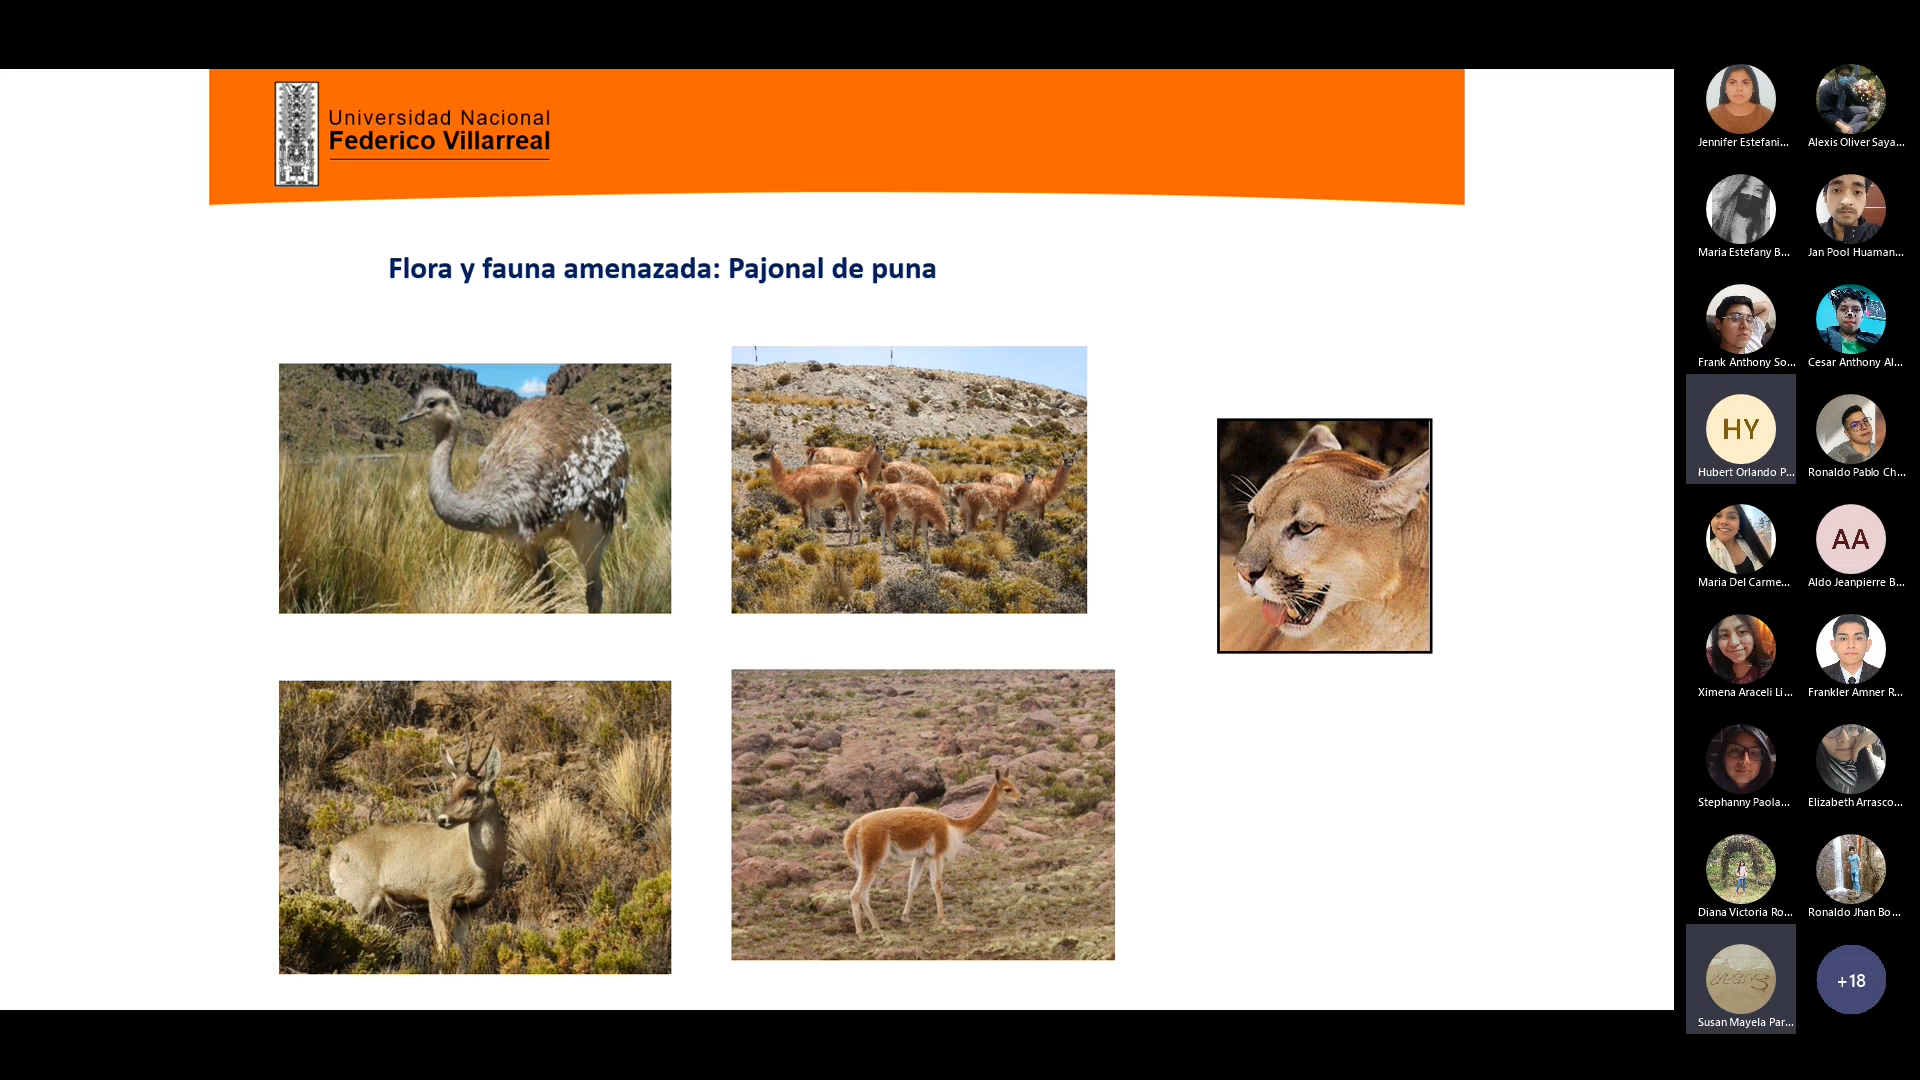 Universidad Nacional
Federico Villarreal
Flora y fauna amenazada: Pajonal de puna
Jennifer Estefani...
Alexis Oliver Saya...
Maria Estefany B...
Jan Pool Huaman...
Frank Anthony So...
Cesar Anthony Al...
HY
Hubert Orlando P...
Ronaldo Pablo Ch...
Maria Del Carme...
AA
Aldo Jeanpierre B...
Ximena Araceli Li...
Frankler Amner R...
Stephanny Paola...
Elizabeth Arrasco...
Diana Victoria Ro...
Ronaldo Jhan Bo...
Susan Mayela Par...
+18